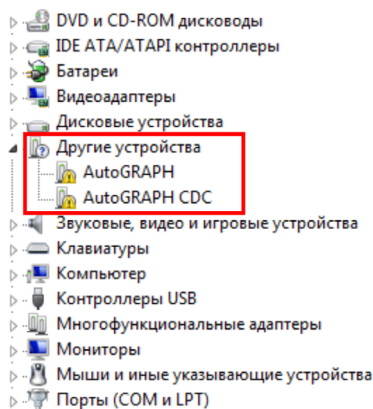 DVD и CD-ROM дисководы
IDE ATA/ATAPI контроллеры
Батареи
Видеоадаптеры
Дисковые устройства
Другие устройства
AutoGRAPH
AutoGRAPH CDC
Звуковые, видео и игровые устройства
Клавиатуры
Компьютер
Контроллеры USB
Многофункциональные адаптеры
Мониторы
Мыши и иные указывающие устройства
Порты (COM и LPT)